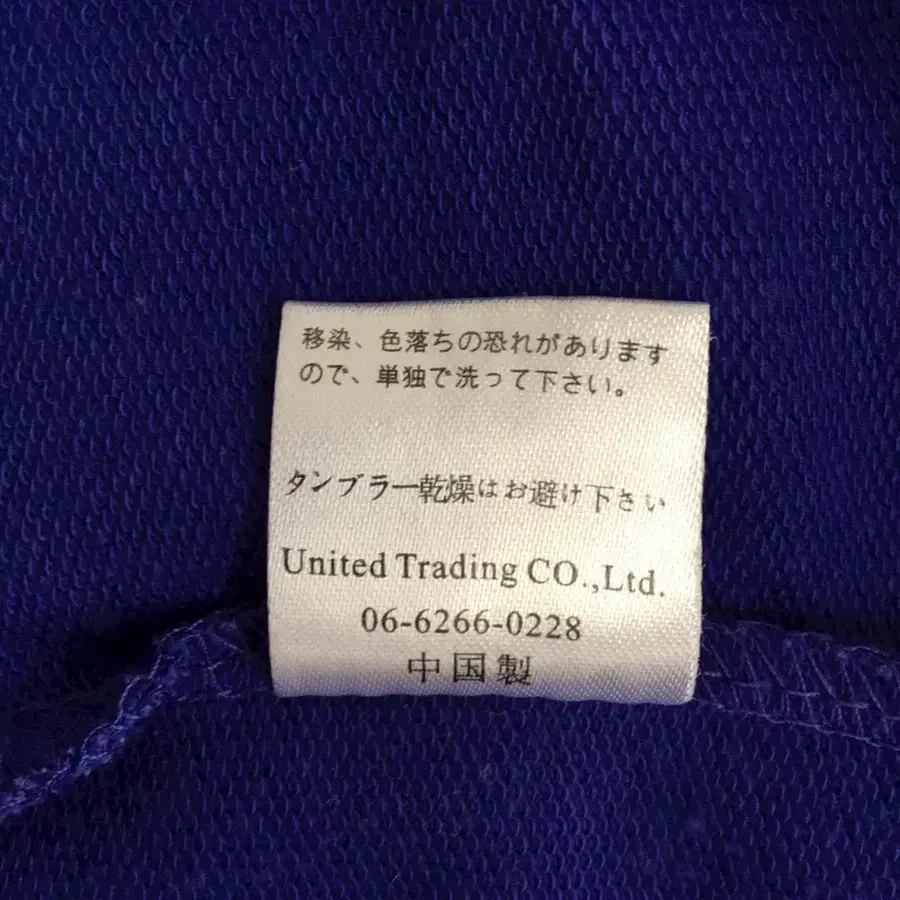 移染、色落ちの恐れがあります
ので、単独で洗って下さい。
タンブラー乾燥はお避け下さい
United Trading CO.,Ltd.
06-6266-0228
中国製